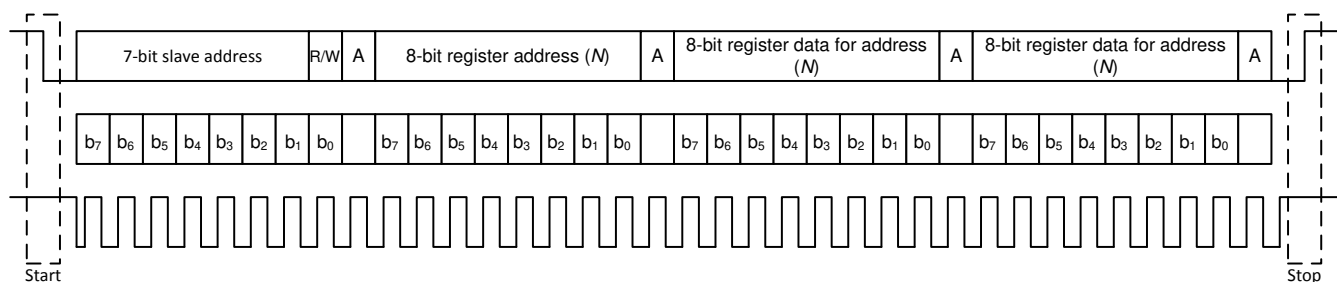 7-bit slave address R/W A 8-bit register address (N) A 8-bit register data for address (N) A 8-bit register data for address (N) A
b7 b6 b5 b4 b3 b2 b1 b0 b7 b6 b5 b4 b3 b2 b1 b0 b7 b6 b5 b4 b3 b2 b1 b0 b7 b6 b5 b4 b3 b2 b1 b0
Start Stop